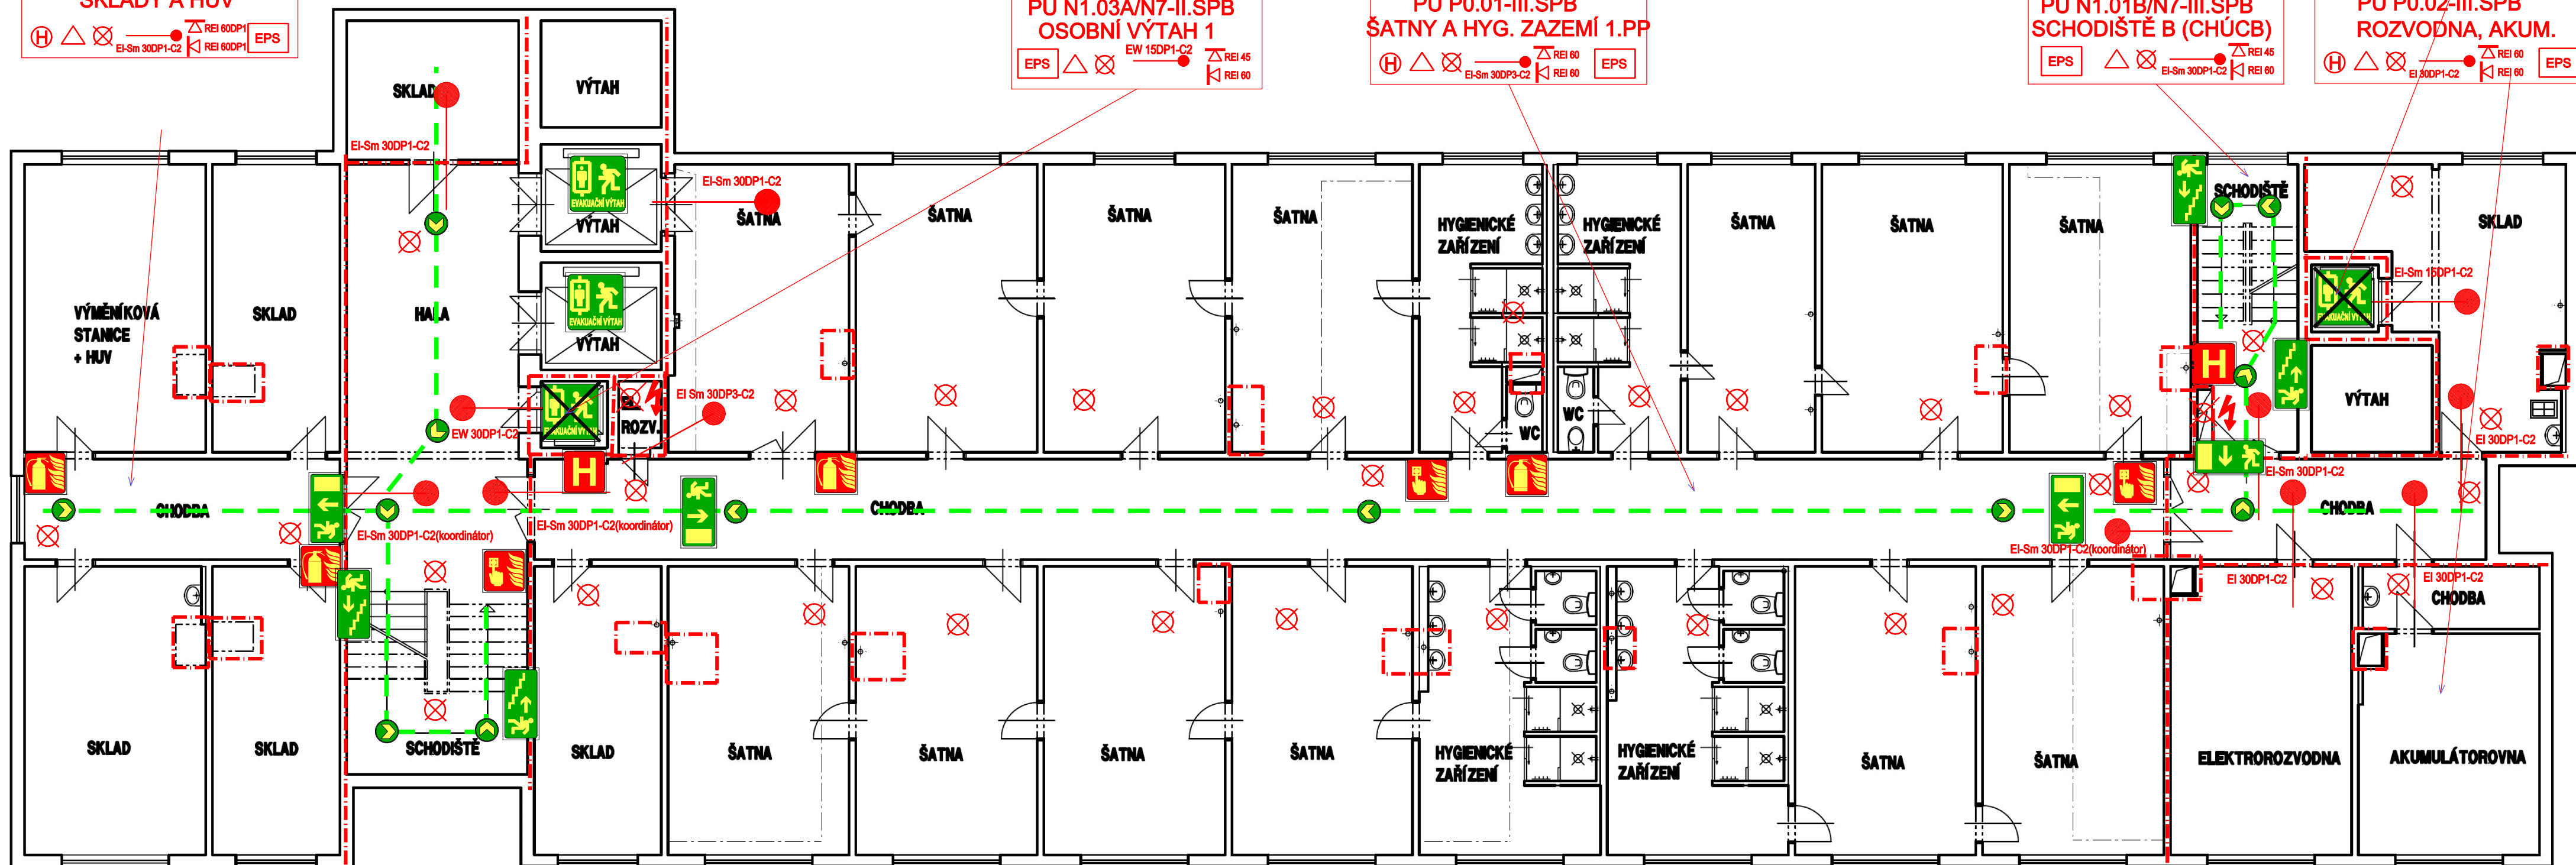 SKLADY A HUV
H
EI-Sm 30DP1-C2
REI 60DP1
REI 60DP1
EPS
PÚ N1.03A/N7-II.SPB
OSOBNÍ VÝTAH 1
EPS
EW 15DP1-C2
REI 45
REI 60
PÚ P0.01-III.SPB
ŠATNY A HYG. ZAZEMÍ 1.PP
H
EI-Sm 30DP3-C2
REI 60
REI 60
EPS
PÚ N1.01B/N7-III.SPB
SCHODIŠTĚ B (CHÚCB)
EPS
EI-Sm 30DP1-C2
REI 45
REI 60
PÚ P0.02-III.SPB
ROZVODNA, AKUM.
H
EI 30DP1-C2
REI 60
REI 60
EPS
SKLAD
VÝTAH
EI-Sm 30DP1-C2
EVAKUAČNÍ VÝTAH
VÝTAH
EI-Sm 30DP1-C2
ŠATNA
ŠATNA
ŠATNA
ŠATNA
HYGIENICKÉ
ZAŘÍZENÍ
HYGIENICKÉ
ZAŘÍZENÍ
ŠATNA
ŠATNA
ŠATNA
SCHODIŠTĚ
SKLAD
VÝMĚNÍKOVÁ
STANICE
+ HUV
SKLAD
HALA
EVAKUAČNÍ VÝTAH
VÝTAH
EI-Sm 15DP1-C2
EVAKUAČNÍ VÝTAH
H
VÝTAH
EI Sm 30DP3-C2
EW 30DP1-C2
EVAKUAČNÍ VÝTAH
ROZV.
WC
WC
EI 30DP1-C2
H
EI-Sm 30DP1-C2
CHODBA
CHODBA
CHODBA
EI-Sm 30DP1-C2(koordinátor)
EI-Sm 30DP1-C2(koordinátor)
EI-Sm 30DP1-C2(koordinátor)
EI 30DP1-C2
EI 30DP1-C2
CHODBA
SKLAD
SKLAD
SCHODIŠTĚ
SKLAD
ŠATNA
ŠATNA
ŠATNA
ŠATNA
HYGIENICKÉ
ZAŘÍZENÍ
HYGIENICKÉ
ZAŘÍZENÍ
ŠATNA
ŠATNA
ELEKTROROZVODNA
AKUMULÁTOROVNA